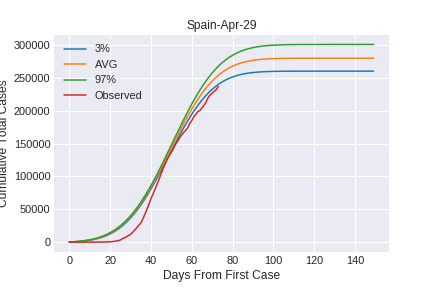 Spain-Apr-29
300000
250000
200000
150000
100000
50000
0
Cumulative Total Cases
3%
AVG
97%
Observed
0 20 40 60 80 100 120 140
Days From First Case